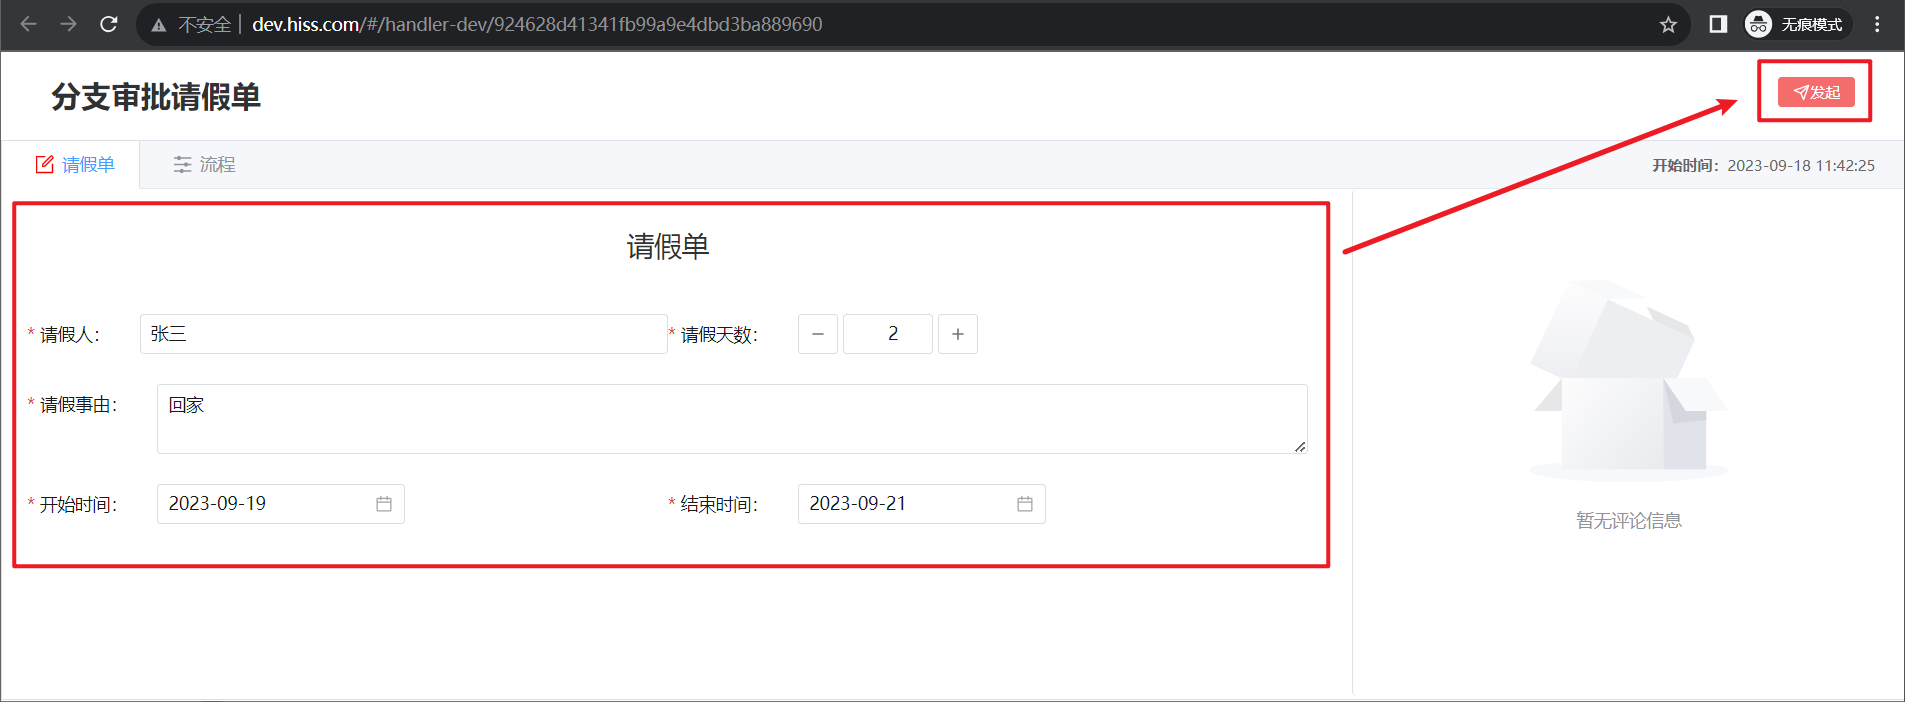 不安全 dev.hiss.com/#/handler-dev/924628d41341fb99a9e4dbd3ba889690 无痕模式
分支审批请假单 发起
请假单 流程 开始时间：2023-09-18 11:42:25
请假单
* 请假人： 张三 * 请假天数： 2
* 请假事由： 回家
* 开始时间： 2023-09-19 * 结束时间： 2023-09-21
暂无评论信息